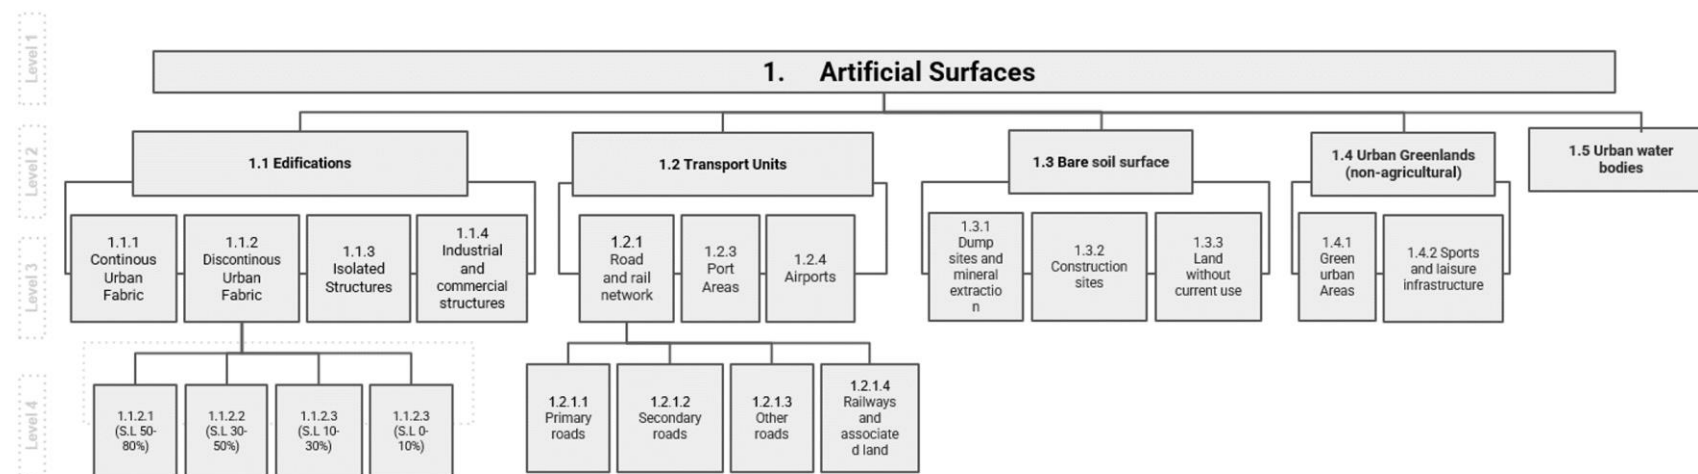 Level 1
1. Artificial Surfaces
Level 2
1.1 Edifications
1.2 Transport Units
1.3 Bare soil surface
1.4 Urban Greenlands
(non-agricultural)
1.5 Urban water
bodies
Level 3
1.1.1
Continous
Urban
Fabric
1.1.2
Discontinous
Urban
Fabric
1.1.3
Isolated
Structures
1.1.4
Industrial
and
commercial
structures
1.2.1
Road
and rail
network
1.2.3
Port
Areas
1.2.4
Airports
1.3.1
Dump
sites and
mineral
extractio
n
1.3.2
Construction
sites
1.3.3
Land
without
current use
1.4.1
Green
urban
Areas
1.4.2 Sports
and laisure
infrastructure
Level 4
1.1.2.1
(S.L 50-
80%)
1.1.2.2
(S.L 30-
50%)
1.1.2.3
(S.L 10-
30%)
1.1.2.3
(S.L 0-
10%)
1.2.1.1
Primary
roads
1.2.1.2
Secondary
roads
1.2.1.3
Other
roads
1.2.1.4
Railways
and
associate
d land